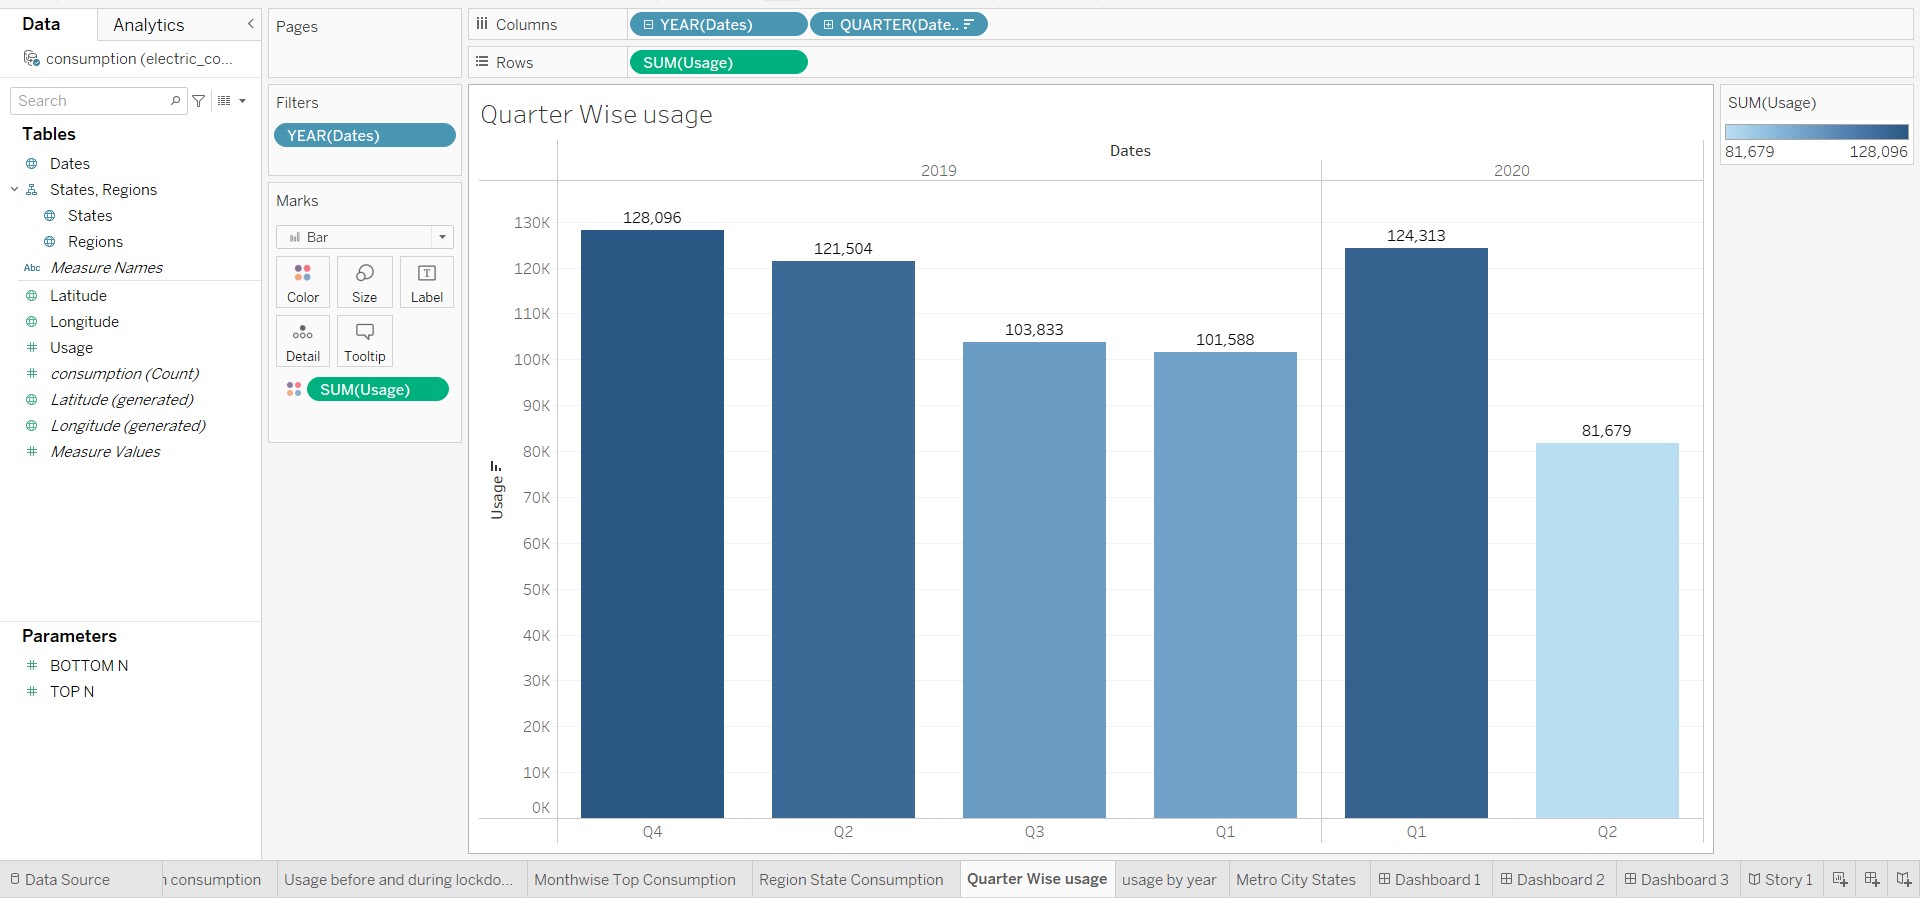 Data
Analytics
consumption (electric_co...
Search
Tables
Dates
States, Regions
States
Regions
Abc Measure Names
Latitude
Longitude
Usage
consumption (Count)
Latitude (generated)
Longitude (generated)
Measure Values
Parameters
BOTTOM N
TOP N
Pages
Filters
YEAR(Dates)
Marks
Bar
Color Size Label
Detail Tooltip
SUM(Usage)
Columns YEAR(Dates) QUARTER(Date..
Rows SUM(Usage)
Quarter Wise usage
Dates
2019 2020
Usage
130K
120K
110K
100K
90K
80K
70K
60K
50K
40K
30K
20K
10K
0K
128,096
121,504
103,833
101,588
124,313
81,679
Q4 Q2 Q3 Q1 Q1 Q2
SUM(Usage)
81,679 128,096
Data Source consumption Usage before and during lockdo... Monthwise Top Consumption Region State Consumption Quarter Wise usage usage by year Metro City States Dashboard 1 Dashboard 2 Dashboard 3 Story 1